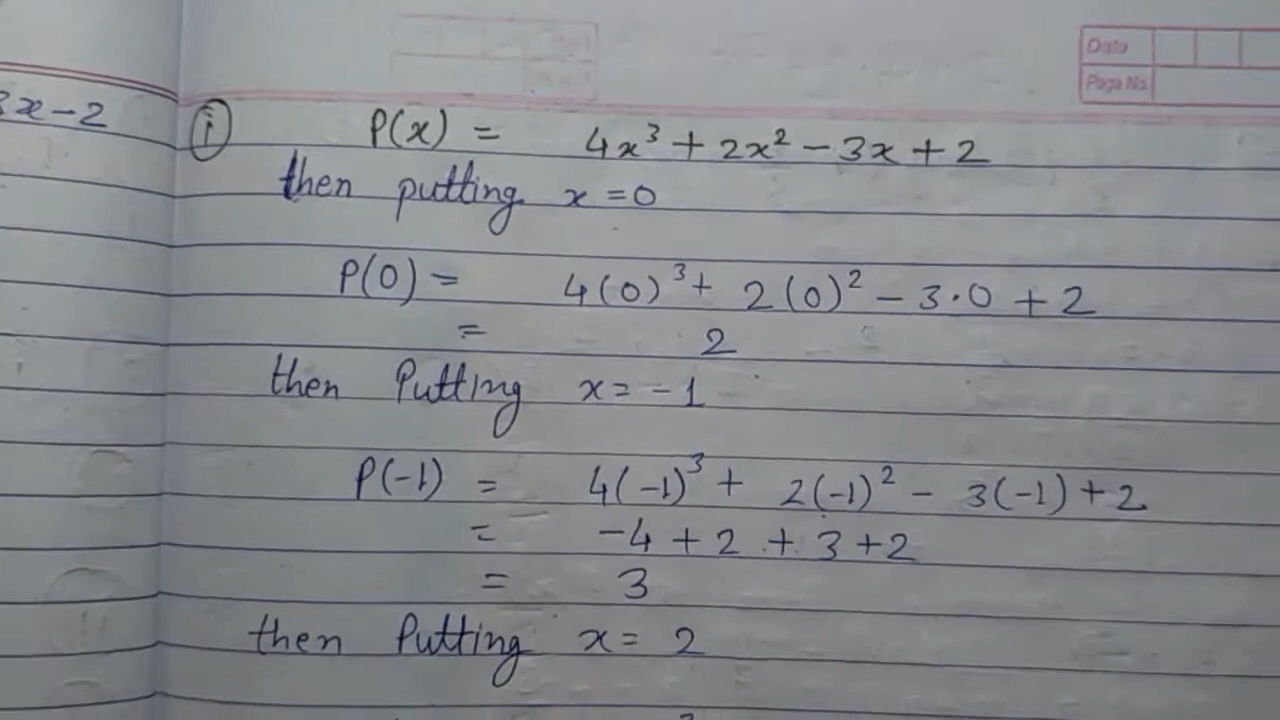 Date
Page No.
3x-2
(i) P(x) = 4x³ + 2x² - 3x + 2
then putting x = 0
P(0) = 4(0)³ + 2(0)² - 3·0 + 2
= 2
then Putting x = -1
P(-1) = 4(-1)³ + 2(-1)² - 3(-1) + 2
= -4 + 2 + 3 + 2
= 3
then Putting x = 2